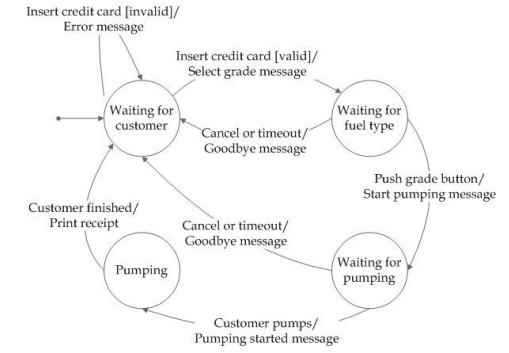 Insert credit card [invalid]/
Error message
Insert credit card [valid]/
Select grade message
Waiting for
customer
Waiting for
fuel type
Cancel or timeout/
Goodbye message
Push grade button/
Start pumping message
Customer finished/
Print receipt
Cancel or timeout/
Goodbye message
Pumping
Waiting for
pumping
Customer pumps/
Pumping started message